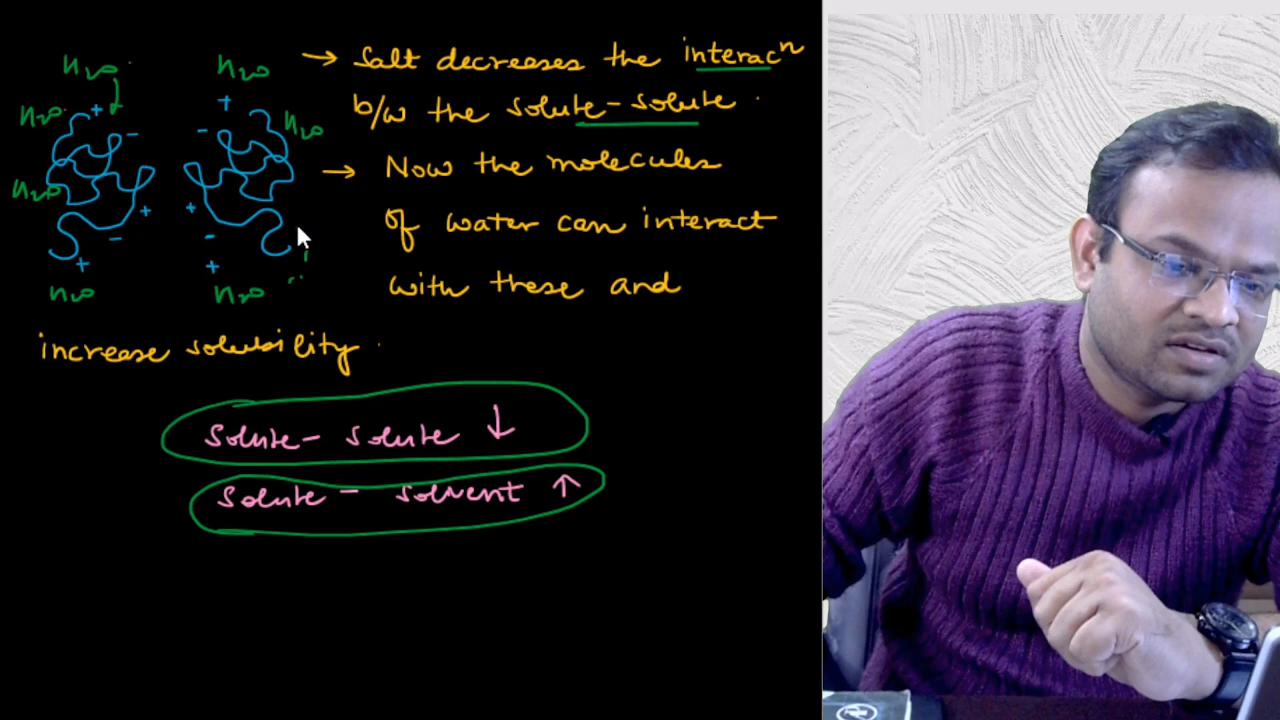 H2O H2O
→ Salt decreeses the interacn
H2O + - + - H2O
b/w the solute-solute .
→ Now the molecules
H2O + +
of water can interact
- -
+ +
with these and
H2O H2O
increase solubility .
Solute - Solute ↓
Solute - Solvent ↑